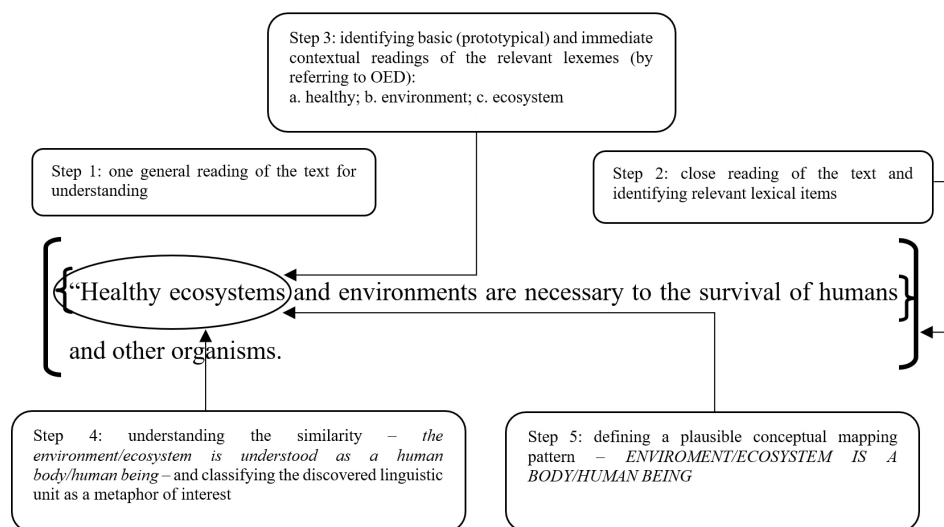 Step 3: identifying basic (prototypical) and immediate
contextual readings of the relevant lexemes (by
referring to OED):
a. healthy; b. environment; c. ecosystem
Step 1: one general reading of the text for
understanding
Step 2: close reading of the text and
identifying relevant lexical items
“Healthy ecosystems and environments are necessary to the survival of humans
and other organisms.
Step 4: understanding the similarity – the
environment/ecosystem is understood as a human
body/human being – and classifying the discovered linguistic
unit as a metaphor of interest
Step 5: defining a plausible conceptual mapping
pattern – ENVIROMENT/ECOSYSTEM IS A
BODY/HUMAN BEING